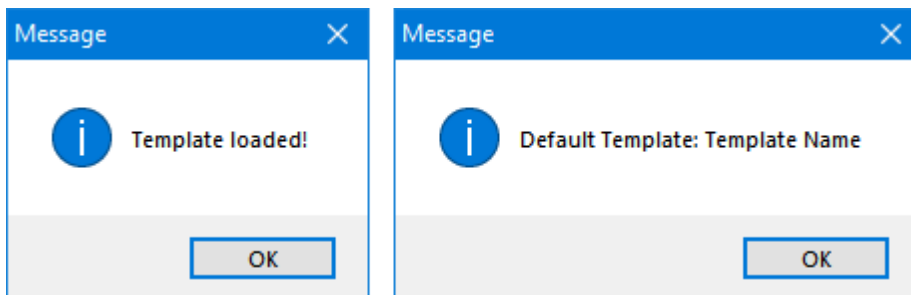 Message
Template loaded!
OK
Message
Default Template: Template Name
OK